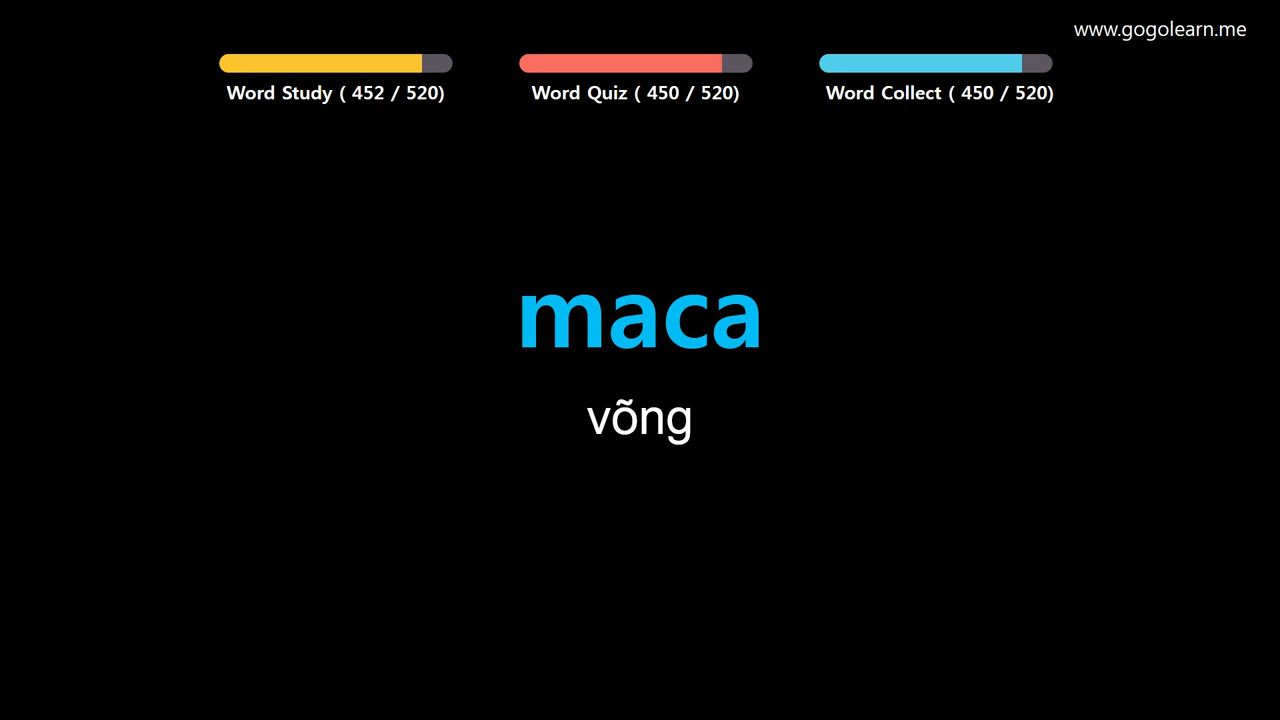 www.gogolearn.me
Word Study ( 452 / 520)
Word Quiz ( 450 / 520)
Word Collect ( 450 / 520)
maca
võng